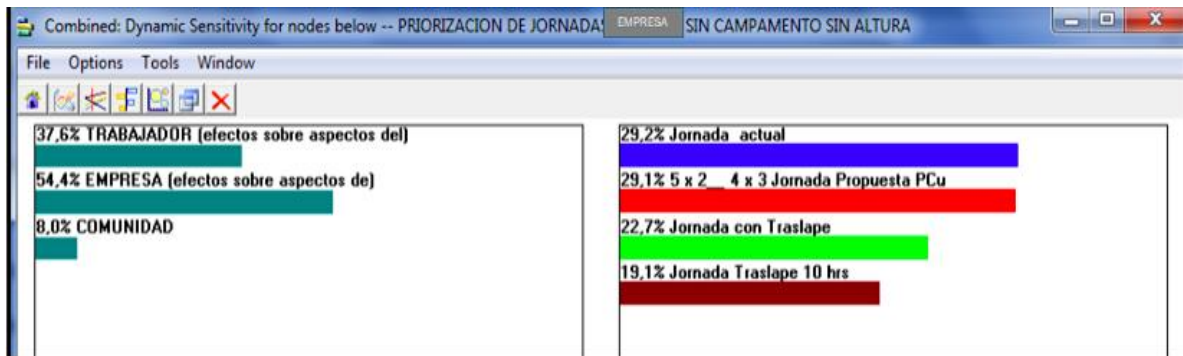 Combined: Dynamic Sensitivity for nodes below -- PRIORIZACION DE JORNADAS EMPRESA SIN CAMPAMENTO SIN ALTURA
File Options Tools Window
37,6% TRABAJADOR (efectos sobre aspectos del)
54,4% EMPRESA (efectos sobre aspectos de)
8,0% COMUNIDAD
29,2% Jornada actual
29,1% 5 x 2__ 4 x 3 Jornada Propuesta PCu
22,7% Jornada con Traslape
19,1% Jornada Traslape 10 hrs